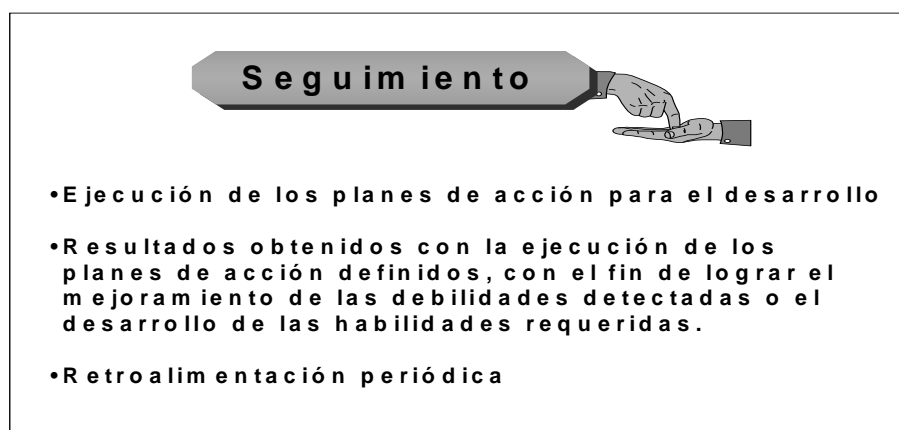 Seguimiento
•Ejecución de los planes de acción para el desarrollo
•Resultados obtenidos con la ejecución de los
planes de acción definidos, con el fin de lograr el
mejoramiento de las debilidades detectadas o el
desarrollo de las habilidades requeridas.
•Retroalimentación periódica